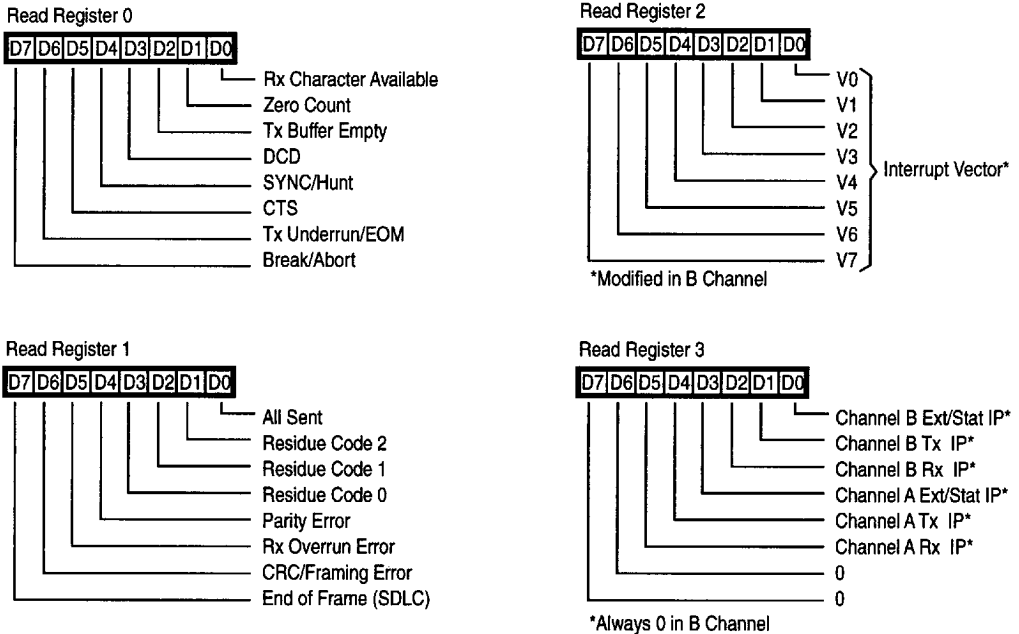 Read Register 0
D7 D6 D5 D4 D3 D2 D1 D0
Rx Character Available
Zero Count
Tx Buffer Empty
DCD
SYNC/Hunt
CTS
Tx Underrun/EOM
Break/Abort
Read Register 2
D7 D6 D5 D4 D3 D2 D1 D0
V0
V1
V2
V3
V4
V5
V6
V7
Interrupt Vector*
*Modified in B Channel
Read Register 1
D7 D6 D5 D4 D3 D2 D1 D0
All Sent
Residue Code 2
Residue Code 1
Residue Code 0
Parity Error
Rx Overrun Error
CRC/Framing Error
End of Frame (SDLC)
Read Register 3
D7 D6 D5 D4 D3 D2 D1 D0
Channel B Ext/Stat IP*
Channel B Tx IP*
Channel B Rx IP*
Channel A Ext/Stat IP*
Channel A Tx IP*
Channel A Rx IP*
0
0
*Always 0 in B Channel